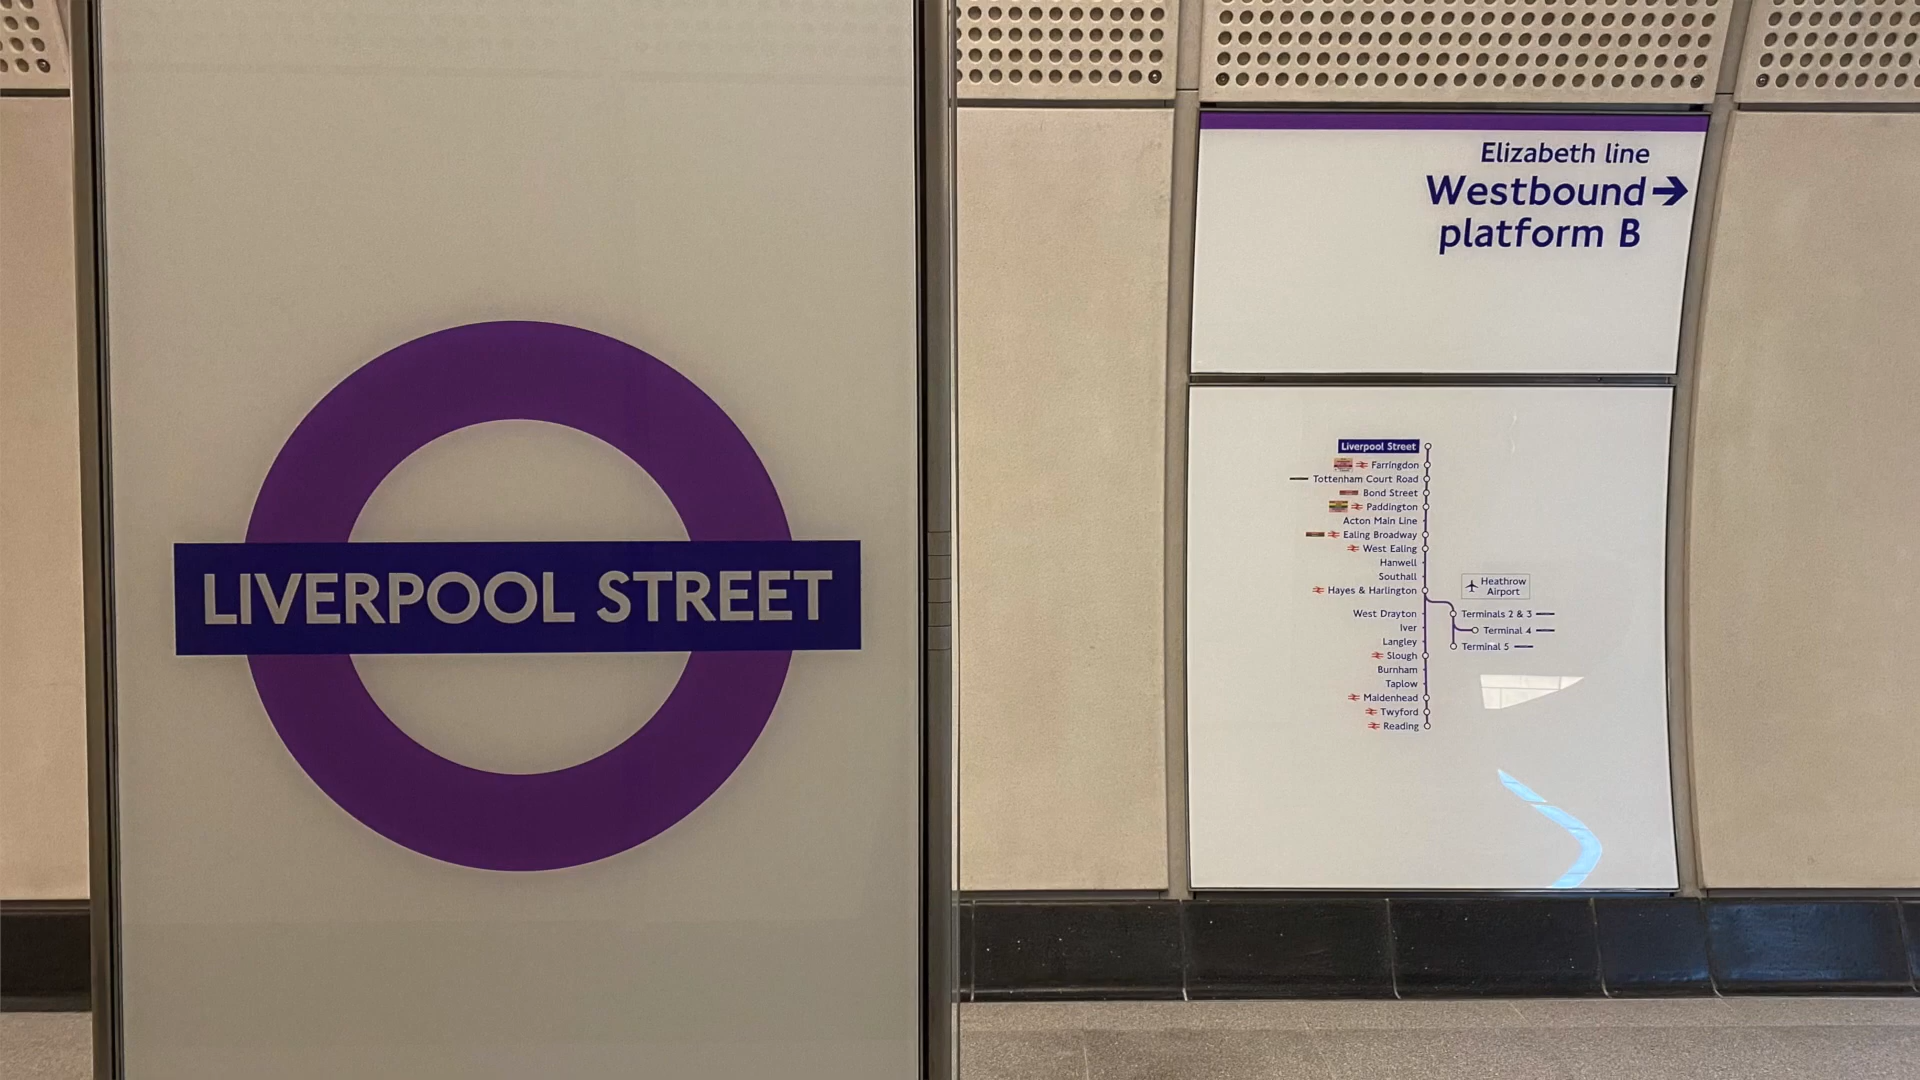 LIVERPOOL STREET
Elizabeth line
Westbound
platform B
Liverpool Street
Farringdon
Tottenham Court Road
Bond Street
Paddington
Acton Main Line
Ealing Broadway
West Ealing
Hanwell
Southall
Hayes & Harlington
Heathrow
Airport
West Drayton
Terminals 2 & 3
Iver
Terminal 4
Langley
Terminal 5
Slough
Burnham
Taplow
Maidenhead
Twyford
Reading